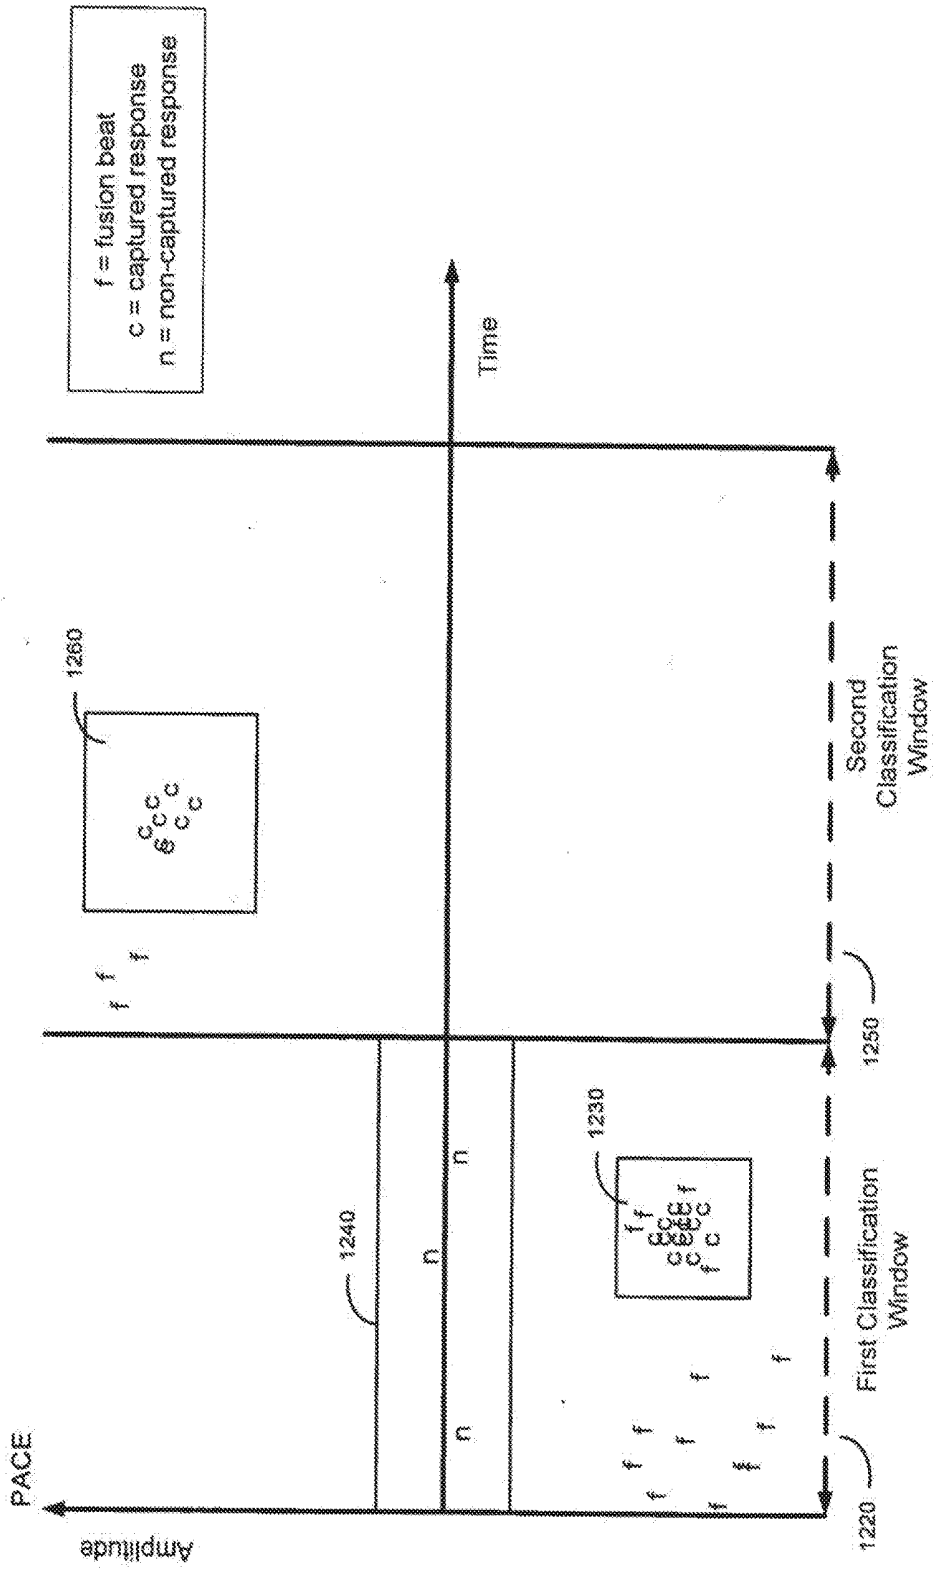 PACE
Amplitude
f = fusion beat
c = captured response
n = non-captured response
1260
f
f
f
c
c
c
c
c
c
1240
n
n
n
Time
1230
f
f
f
f
c
c
c
c
c
f
f
f
f
f
f
f
f
f
f
1220
First Classification
Window
1250
Second
Classification
Window